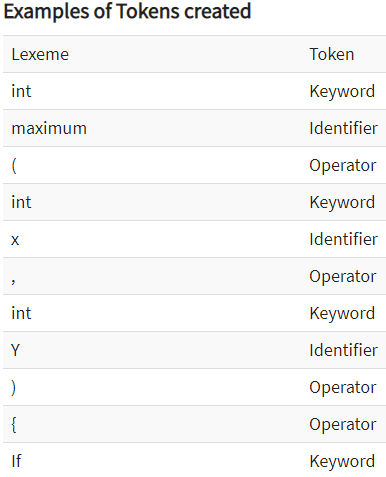 Examples of Tokens created
Lexeme Token
int Keyword
maximum Identifier
( Operator
int Keyword
x Identifier
, Operator
int Keyword
Y Identifier
) Operator
{ Operator
If Keyword